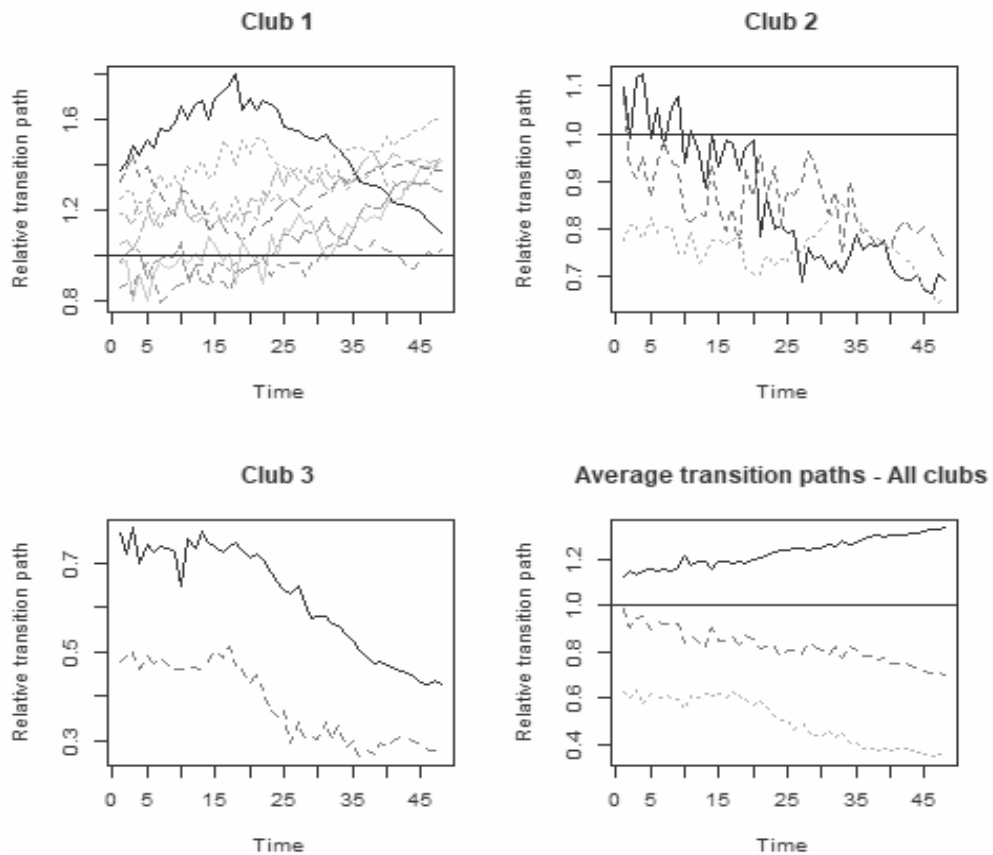 Club 1
Relative transition path
0.8
1.2
1.6
0 5 15 25 35 45
Time
Club 2
Relative transition path
0.7
0.8
0.9
1.0
1.1
0 5 15 25 35 45
Time
Club 3
Relative transition path
0.3
0.5
0.7
0 5 15 25 35 45
Time
Average transition paths - All clubs
Relative transition path
0.4
0.6
0.8
1.0
1.2
0 5 15 25 35 45
Time